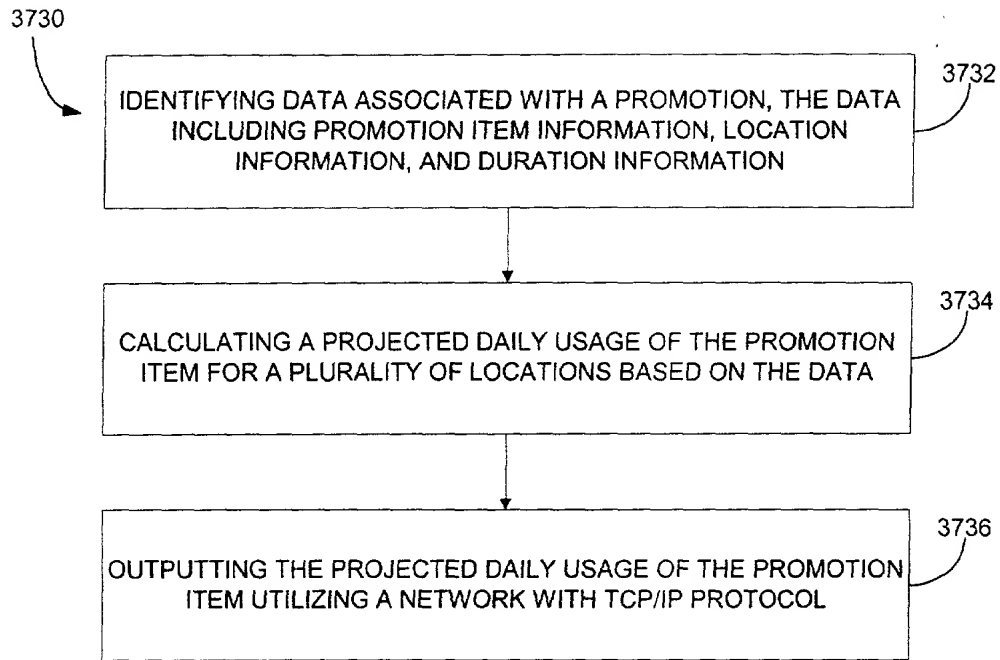 3730
3732
IDENTIFYING DATA ASSOCIATED WITH A PROMOTION, THE DATA
INCLUDING PROMOTION ITEM INFORMATION, LOCATION
INFORMATION, AND DURATION INFORMATION
3734
CALCULATING A PROJECTED DAILY USAGE OF THE PROMOTION
ITEM FOR A PLURALITY OF LOCATIONS BASED ON THE DATA
3736
OUTPUTTING THE PROJECTED DAILY USAGE OF THE PROMOTION
ITEM UTILIZING A NETWORK WITH TCP/IP PROTOCOL